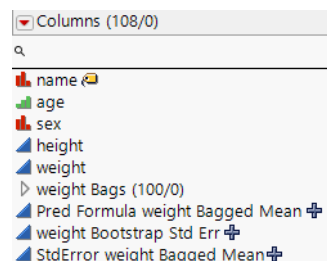 Columns (108/0)
name
age
sex
height
weight
weight Bags (100/0)
Pred Formula weight Bagged Mean
weight Bootstrap Std Err
StdError weight Bagged Mean